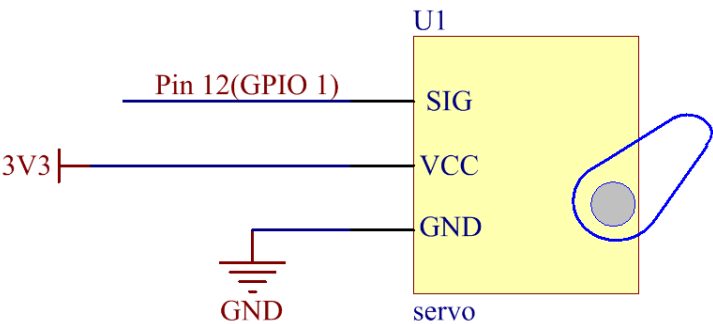 U1
Pin 12(GPIO 1)
SIG
3V3
VCC
GND
GND
servo